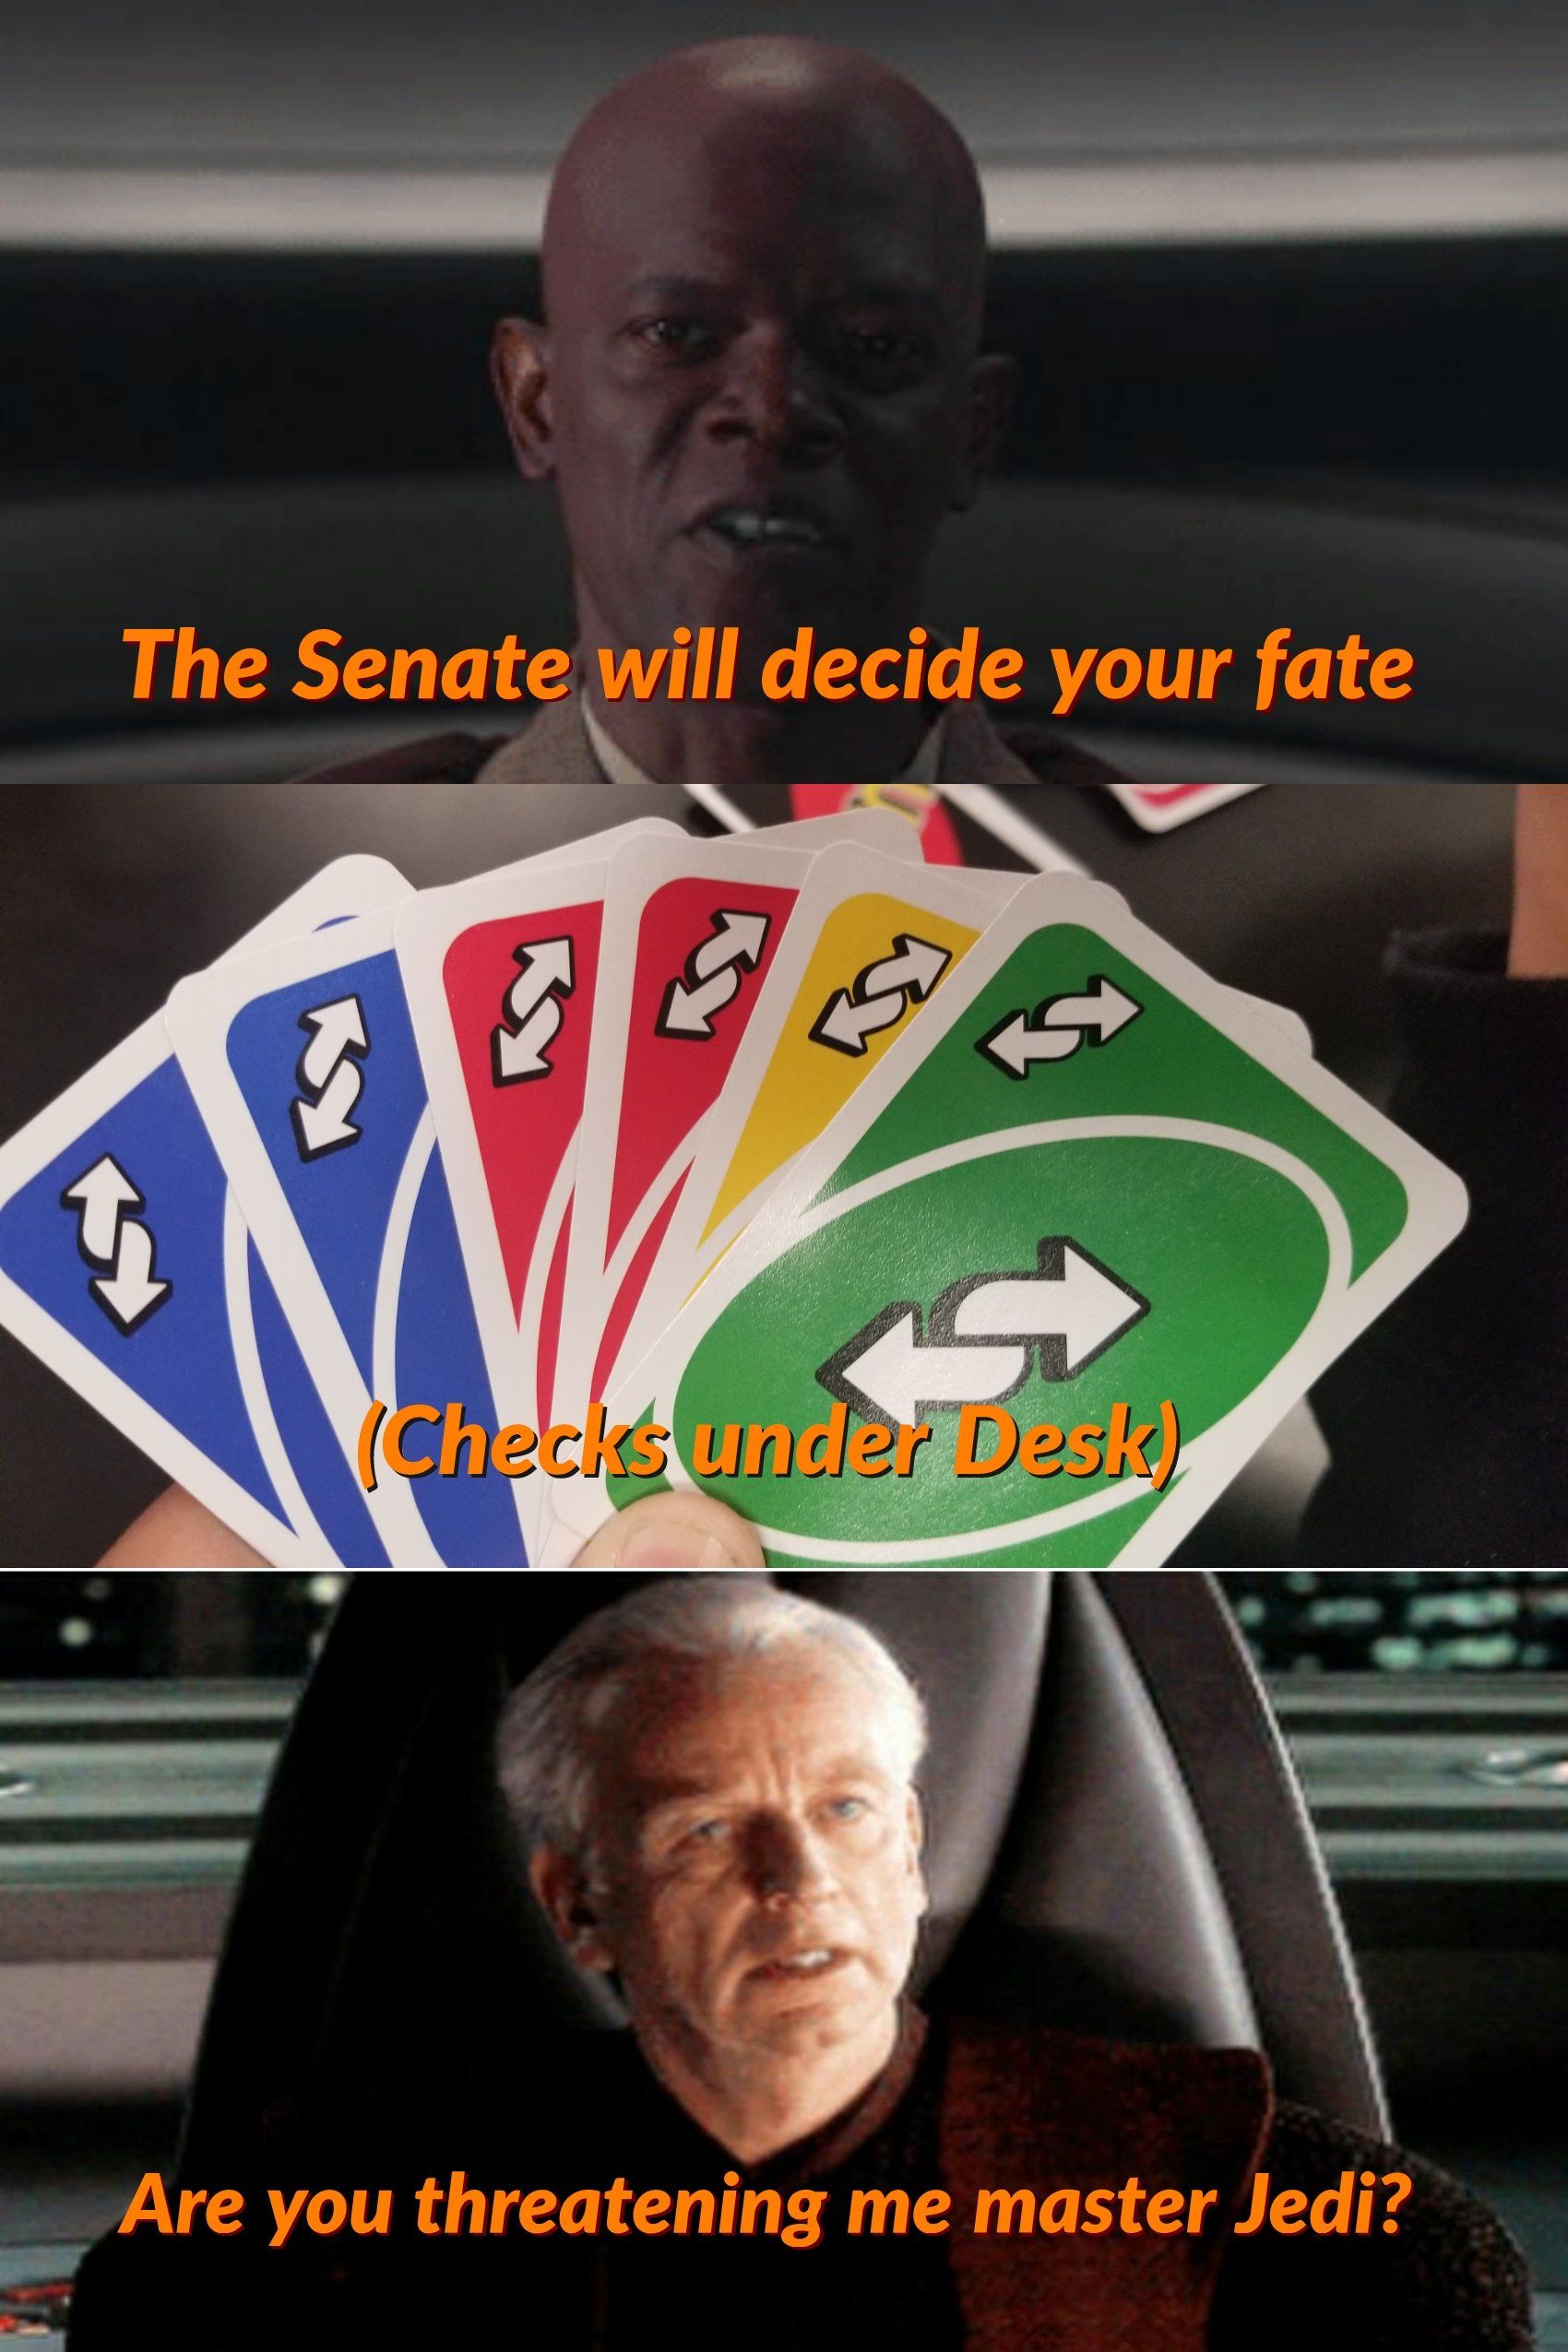 The Senate will decide your fate
(Checks under Desk)
Are you threatening me master Jedi?